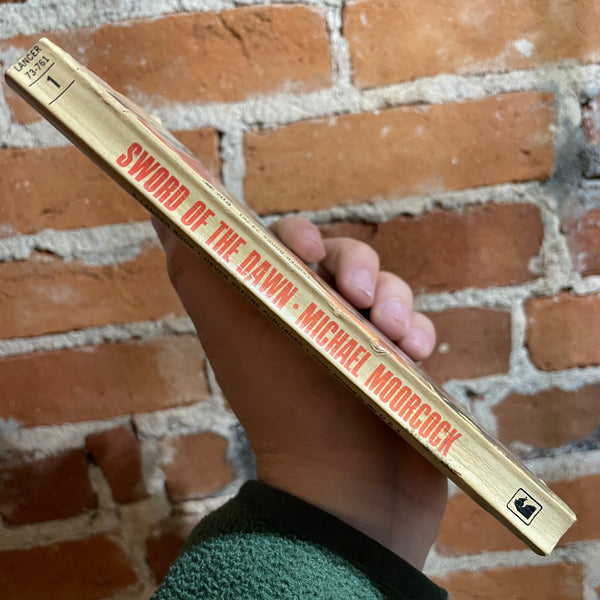 LANCER
73-761
1
SWORD OF THE DAWN • MICHAEL MOORCOCK